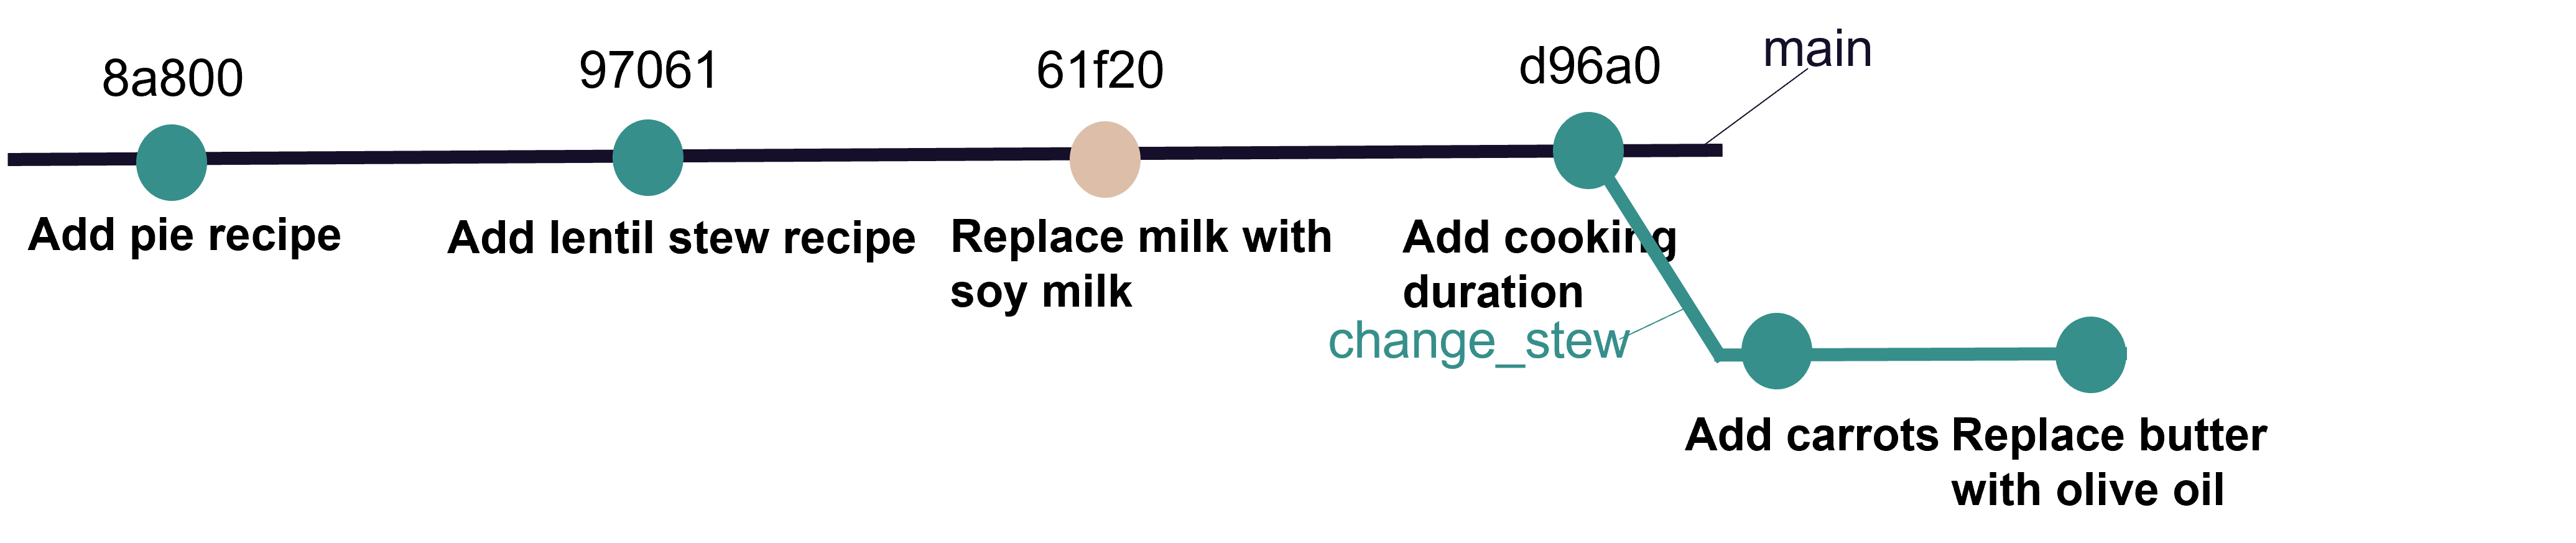 8a800
97061
61f20
d96a0
main
Add pie recipe
Add lentil stew recipe
Replace milk with
soy milk
Add cooking
duration
change_stew
Add carrots
Replace butter
with olive oil